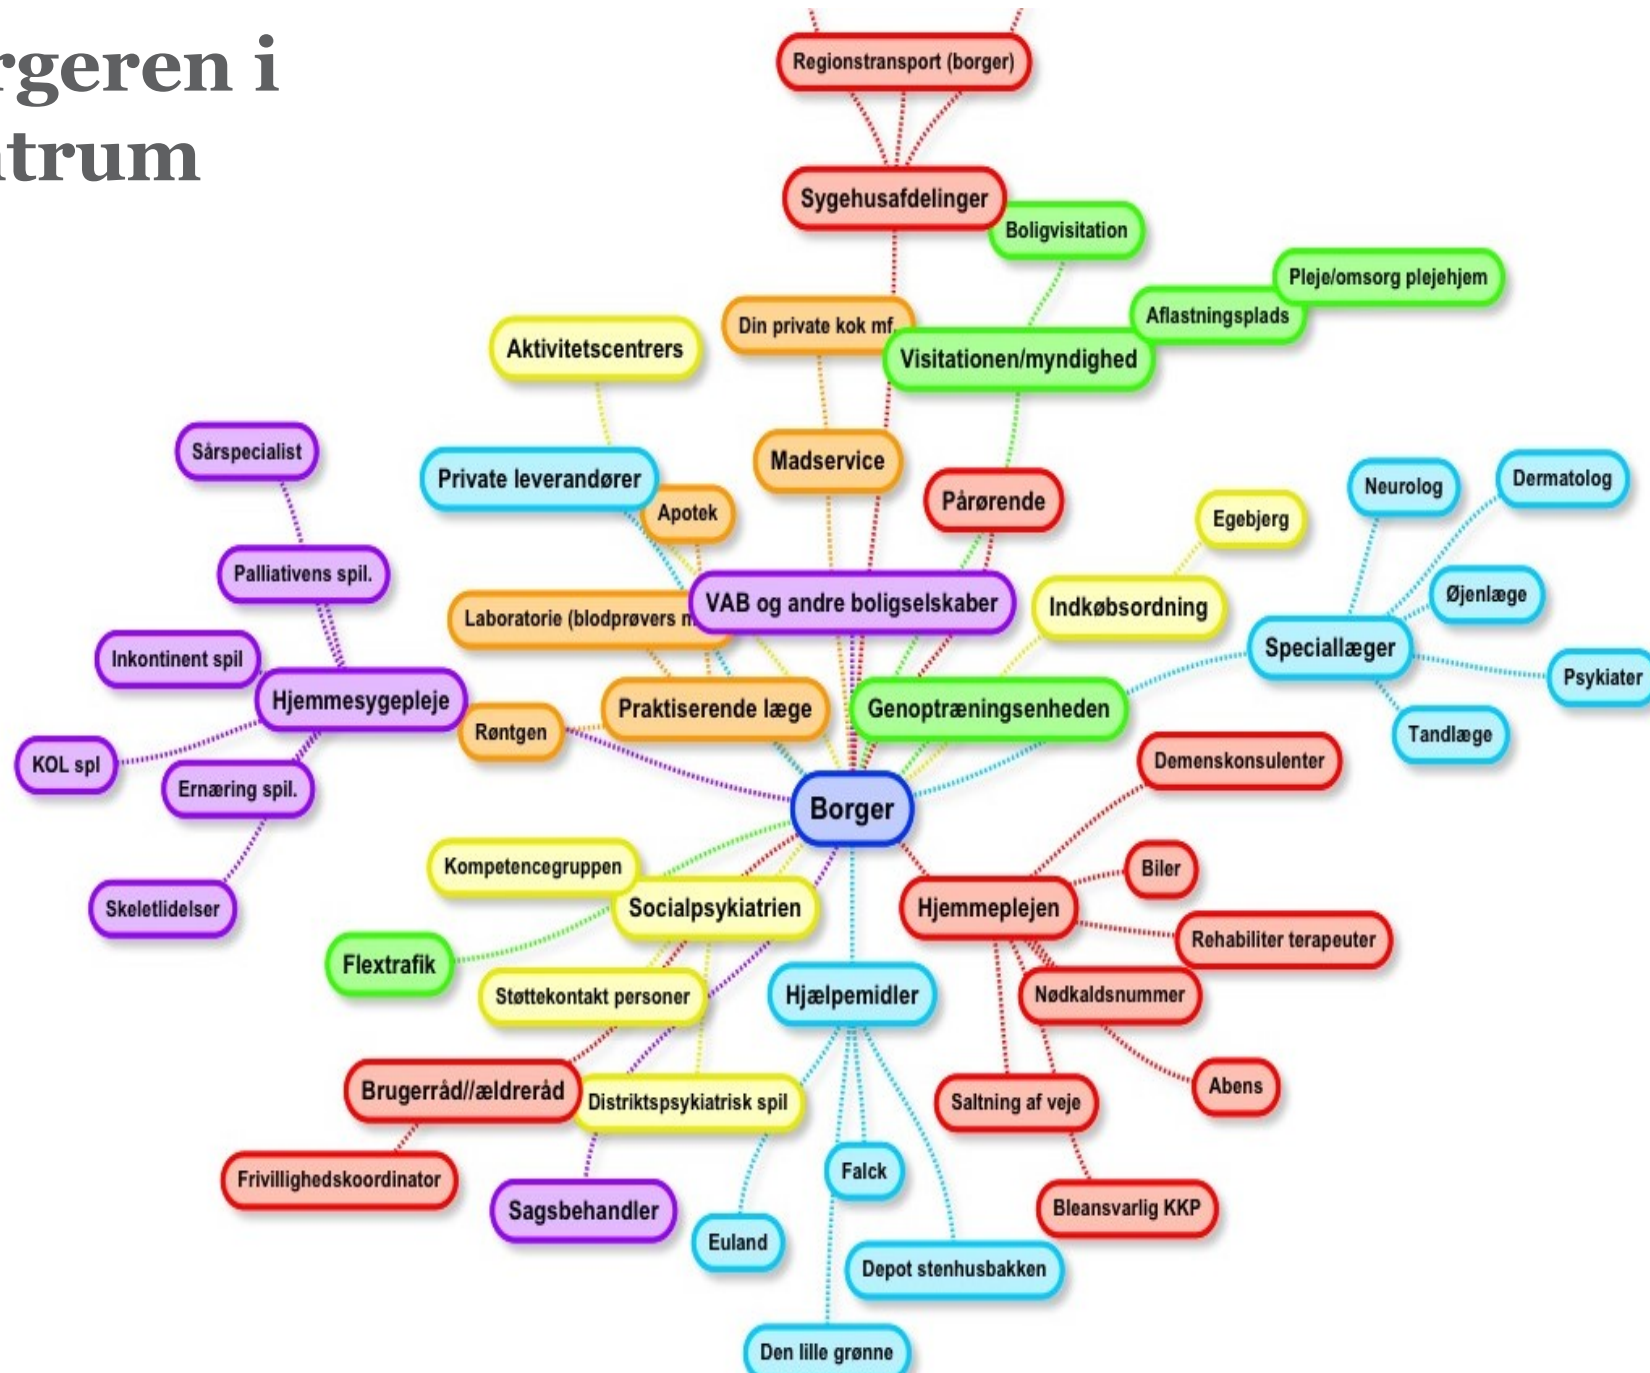 rgeren i
ntrum
Regionstransport (borger)
Sygehusafdelinger
Boligvisitation
Pleje/omsorg plejehjem
Aflastningsplads
Din private kok mf.
Visitationen/myndighed
Aktivitetscentrers
Sårspecialist
Madservice
Private leverandører
Pårørende
Neurolog
Dermatolog
Apotek
Egebjerg
Palliativens spil.
VAB og andre boligselskaber
Indkøbsordning
Øjenlæge
Laboratorie (blodprøvers
Speciallæger
Inkontinent spil
Psykiater
Hjemmesygepleje
Praktiserende læge
Genoptræningsenheden
Røntgen
Tandlæge
KOL spl
Demenskonsulenter
Ernæring spil.
Borger
Kompetencegruppen
Biler
Skeletlidelser
Socialpsykiatrien
Hjemmeplejen
Rehabiliter terapeuter
Flextrafik
Støttekontakt personer
Hjælpemidler
Nødkaldsnummer
Brugerråd//ældreråd
Distriktspsykiatrisk spil
Saltning af veje
Abens
Frivillighedskoordinator
Falck
Sagsbehandler
Bleansvarlig KKP
Euland
Depot stenhusbakken
Den lille grønne